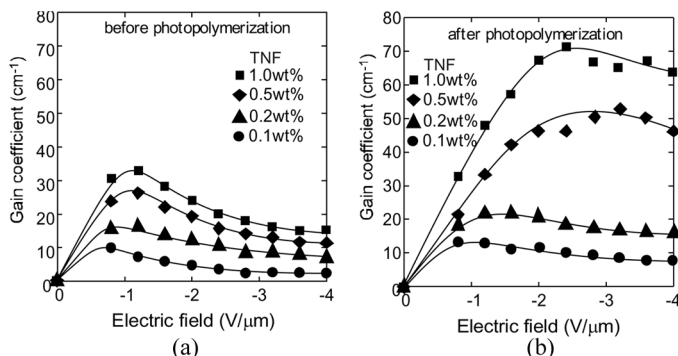 before photopolymerization
TNF
1.0wt%
0.5wt%
0.2wt%
0.1wt%
80
70
60
50
40
30
20
10
0
Gain coefficient (cm⁻¹)
0 -1 -2 -3 -4
Electric field (V/μm)
(a)
after photopolymerization
TNF
1.0wt%
0.5wt%
0.2wt%
0.1wt%
80
70
60
50
40
30
20
10
0
Gain coefficient (cm⁻¹)
0 -1 -2 -3 -4
Electric field (V/μm)
(b)